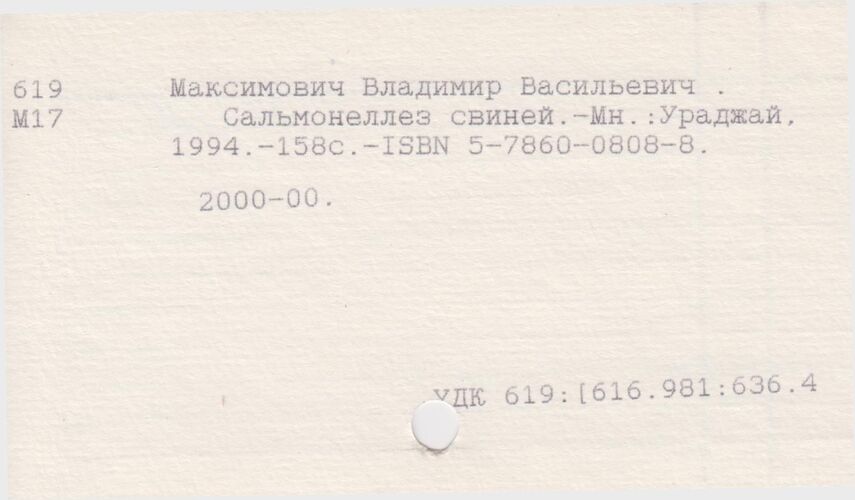 619 Максимович Владимир Васильевич .
М17 Сальмонеллез свиней.-Мн.:Ураджай,
1994.-158с.-ISBN 5-7860-0808-8.
2000-00.
УДК 619:[616.981:636.4